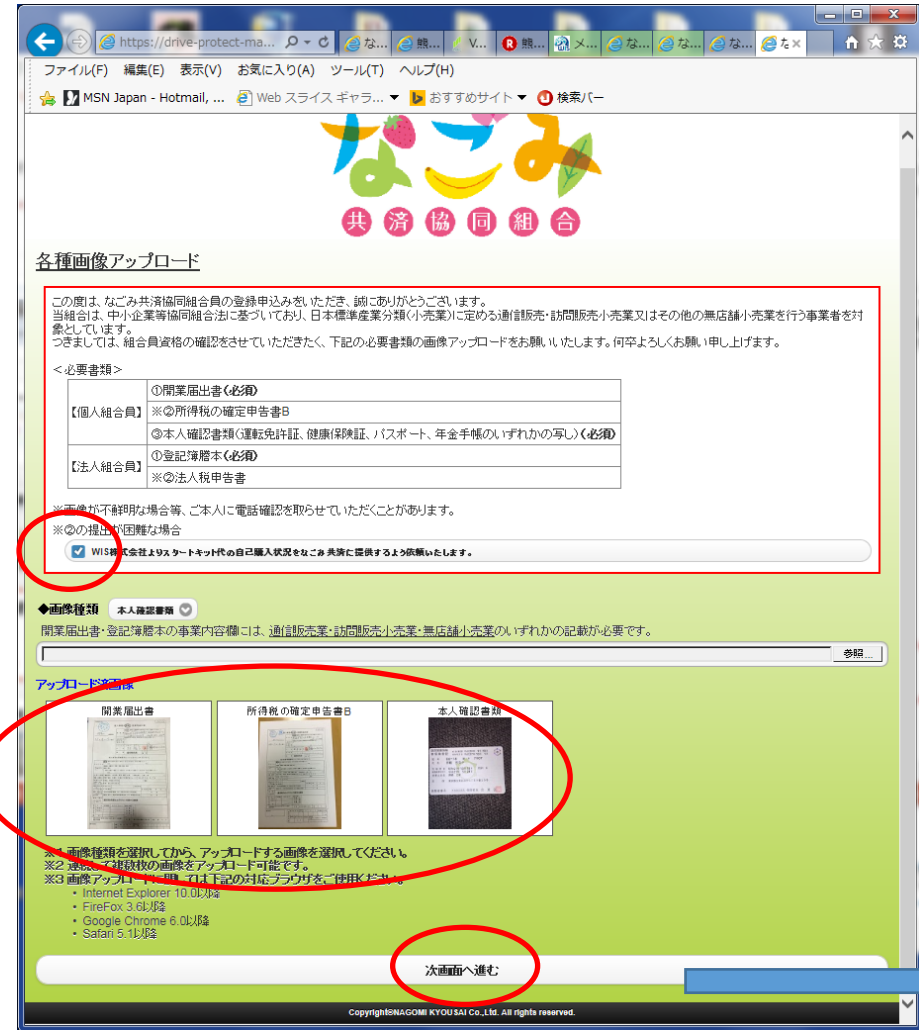 https://drive-protect-ma...
な...
熊...
V...
熊...
メ...
な...
な...
な...
た
ファイル(F) 編集(E) 表示(V) お気に入り(A) ツール(T) ヘルプ(H)
MSN Japan - Hotmail, ... Web スライス ギャラ... おすすめサイト 検索バー
なごみ
共済協同組合
各種画像アップロード
この度は、なごみ共済協同組合員の登録申込みをいただき、誠にありがとうございます。
当組合は、中小企業等協同組合法に基づいており、日本標準産業分類(小売業)に定める通信販売・訪問販売小売業又はその他の無店舗小売業を行う事業者を対
象としています。
つきましては、組合員資格の確認をさせていただきたく、下記の必要書類の画像アップロードをお願いいたします。何卒よろしくお願い申し上げます。
<必要書類>
【個人組合員】
①開業届出書(必須)
※②所得税の確定申告書B
③本人確認書類(運転免許証、健康保険証、パスポート、年金手帳のいずれかの写し)(必須)
【法人組合員】
①登記簿謄本(必須)
※②法人税申告書
※画像が不鮮明な場合等、ご本人に電話確認を取らせていただくことがあります。
※②の提出が困難な場合
WIS株式会社よりスタートキット代の自己購入状況をなごみ共済に提供するよう依頼いたします。
◆画像種類 本人確認書類
開業届出書・登記簿謄本の事業内容欄には、通信販売業・訪問販売小売業・無店舗小売業のいずれかの記載が必要です。
参照...
アップロード済画像
開業届出書 所得税の確定申告書B 本人確認書類
※1 画像種類を選択してから、アップロードする画像を選択してください。
※2 連続して複数枚の画像をアップロード可能です。
※3 画像アップロードに関しては下記の対応ブラウザをご使用ください。
・ Internet Explorer 10.0以降
・ FireFox 3.6以降
・ Google Chrome 6.0以降
・ Safari 5.1以降
次画面へ進む
Copyright©NAGOMI KYOUSAI Co.,Ltd. All rights reserved.